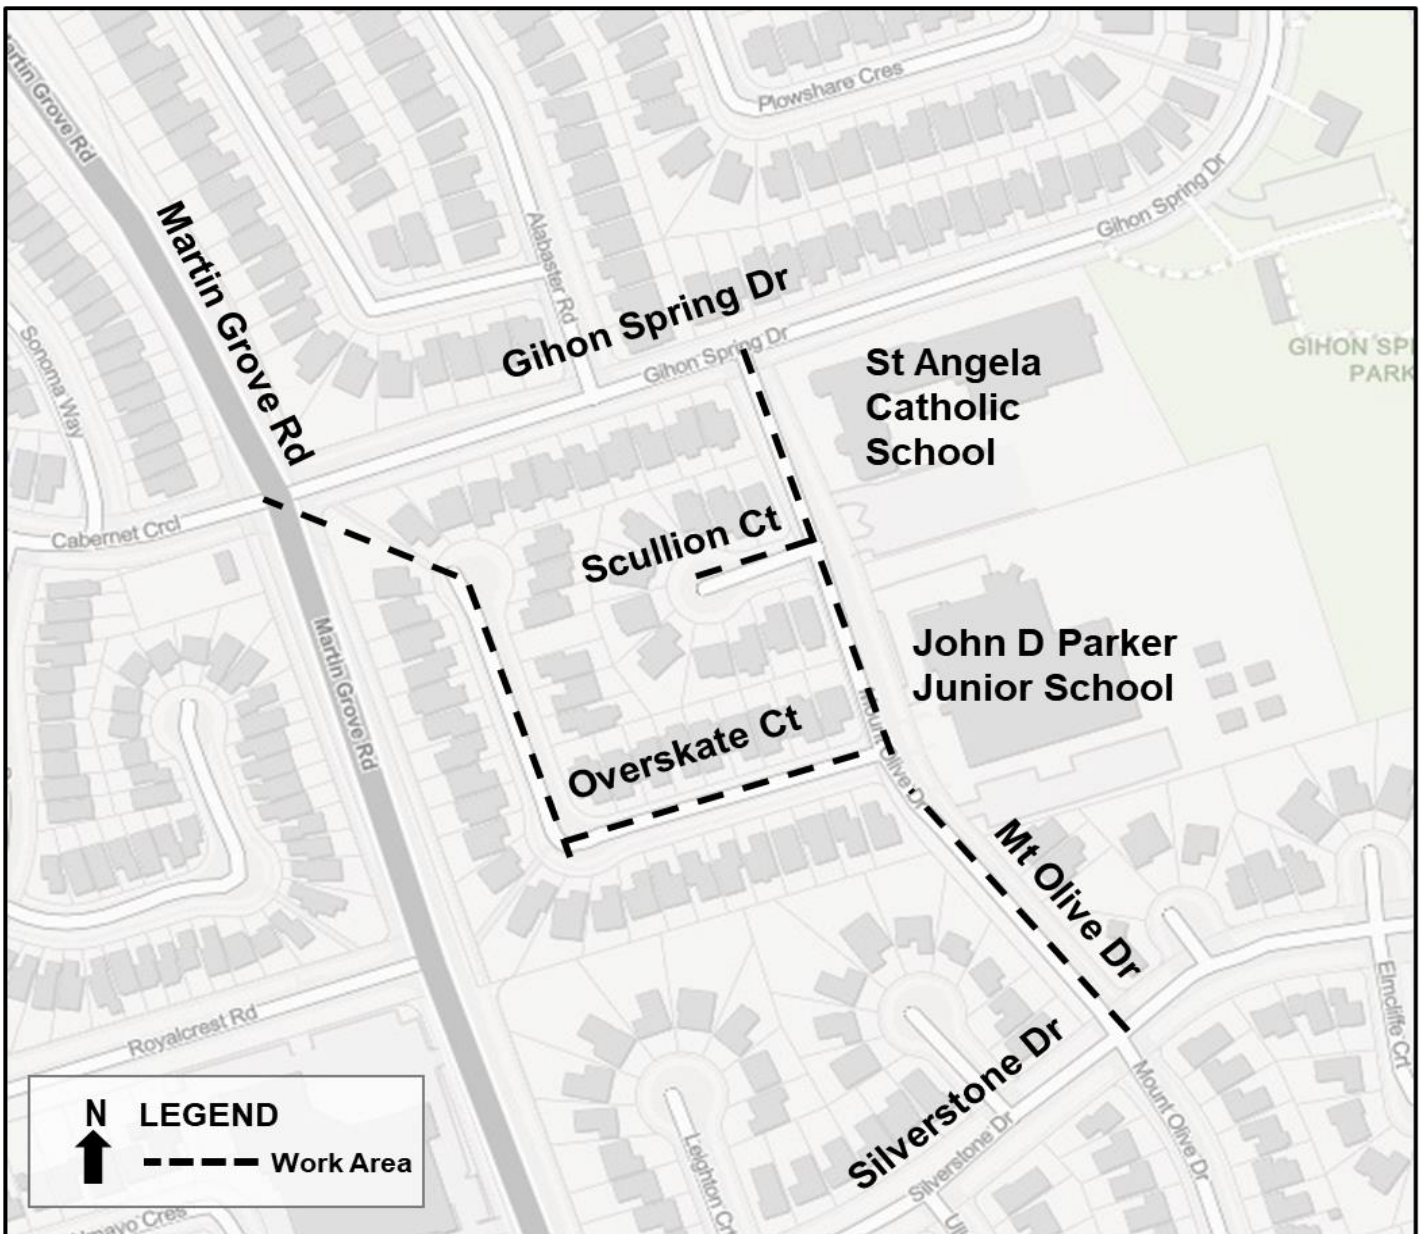 Plowshare Cres
Martin Grove Rd
Gihon Spring Dr
Martin Grove Rd
Alabaster Rd
Gihon Spring Dr
Gihon Spring Dr
Sonoma Way
St Angela
Catholic
School
GIHON SPI
PARK
Cabernet Crcl
Scullion Ct
Martin Grove Rd
John D Parker
Junior School
Overskate Ct
Mount Olive Dr
Mt Olive Dr
Royalcrest Rd
Elmcliffe Crt
Silverstone Dr
Silverstone Dr
Mount Olive Dr
Leighton Crt
N LEGEND
Work Area